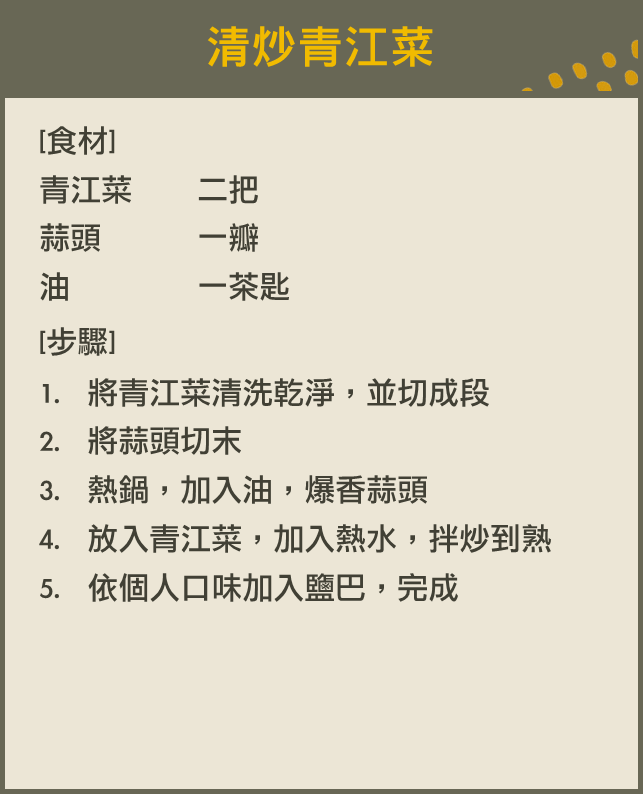 清炒青江菜
[食材]
青江菜 二把
蒜頭 一瓣
油 一茶匙
[步驟]
1. 將青江菜清洗乾淨，並切成段
2. 將蒜頭切末
3. 熱鍋，加入油，爆香蒜頭
4. 放入青江菜，加入熱水，拌炒到熟
5. 依個人口味加入鹽巴，完成